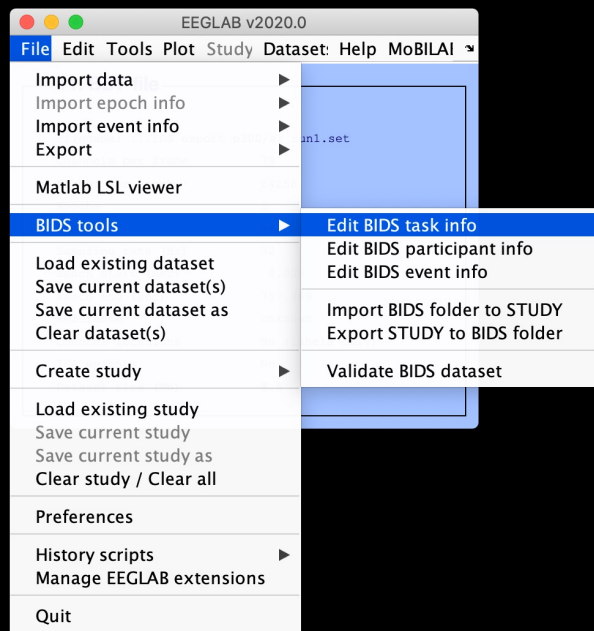 EEGLAB v2020.0
File Edit Tools Plot Study Datasets Help MoBILAB
Import data
Import epoch info
Import event info
Export
un1.set
Matlab LSL viewer
BIDS tools
Edit BIDS task info
Edit BIDS participant info
Edit BIDS event info
Import BIDS folder to STUDY
Export STUDY to BIDS folder
Validate BIDS dataset
Load existing dataset
Save current dataset(s)
Save current dataset as
Clear dataset(s)
Create study
Load existing study
Save current study
Save current study as
Clear study / Clear all
Preferences
History scripts
Manage EEGLAB extensions
Quit